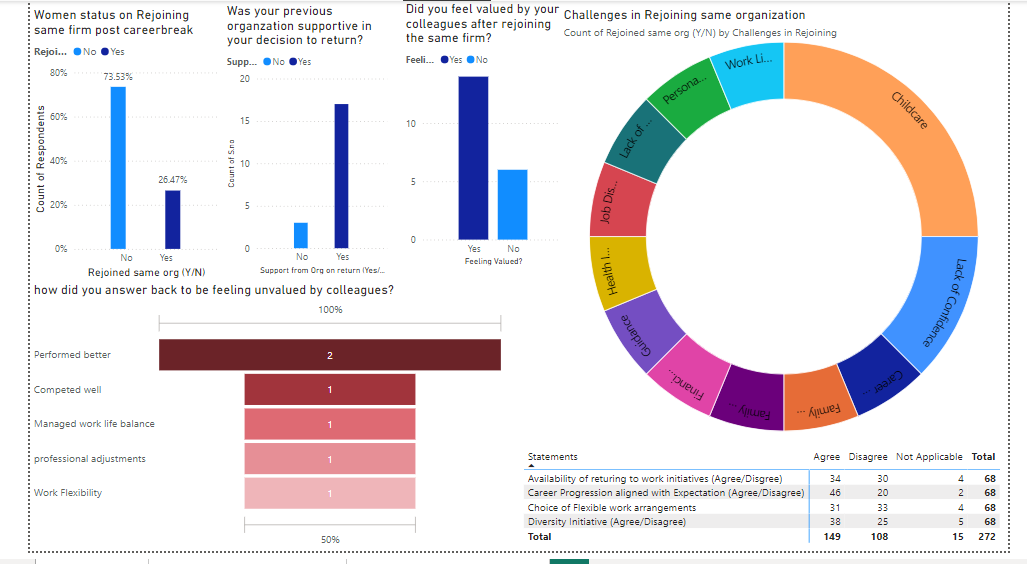 Women status on Rejoining
same firm post careerbreak
Rejoi... No Yes
80%
60%
40%
20%
0%
Count of Respondents
73.53%
26.47%
No Yes
Rejoined same org (Y/N)
Was your previous
organzation supportive in
your decision to return?
Supp... No Yes
20
15
10
5
0
Count of S.no
No Yes
Support from Org on return (Yes/...
Did you feel valued by your
colleagues after rejoining
the same firm?
Feeli... Yes No
10
5
0
Yes No
Feeling Valued?
Challenges in Rejoining same organization
Count of Rejoined same org (Y/N) by Challenges in Rejoining
Childcare
Lack of Confidence
Career ...
Family ...
Family ...
Financi...
Guidance
Health I...
Job Dis...
Lack of ...
Persona...
Work Li...
how did you answer back to be feeling unvalued by colleagues?
100%
Performed better 2
Competed well 1
Managed work life balance 1
professional adjustments 1
Work Flexibility 1
50%
Statements Agree Disagree Not Applicable Total
Availability of returing to work initiatives (Agree/Disgree) 34 30 4 68
Career Progression aligned with Expectation (Agree/Disagree) 46 20 2 68
Choice of Flexible work arrangements 31 33 4 68
Diversity Initiative (Agree/Disagree) 38 25 5 68
Total 149 108 15 272